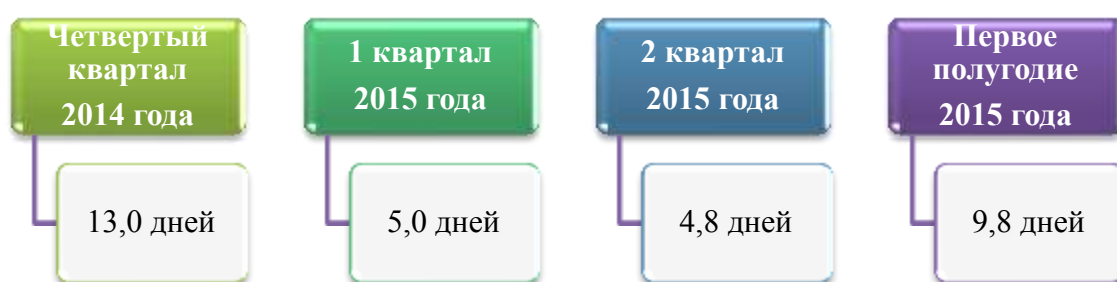 Четвертый
квартал
2014 года
13,0 дней
1 квартал
2015 года
5,0 дней
2 квартал
2015 года
4,8 дней
Первое
полугодие
2015 года
9,8 дней